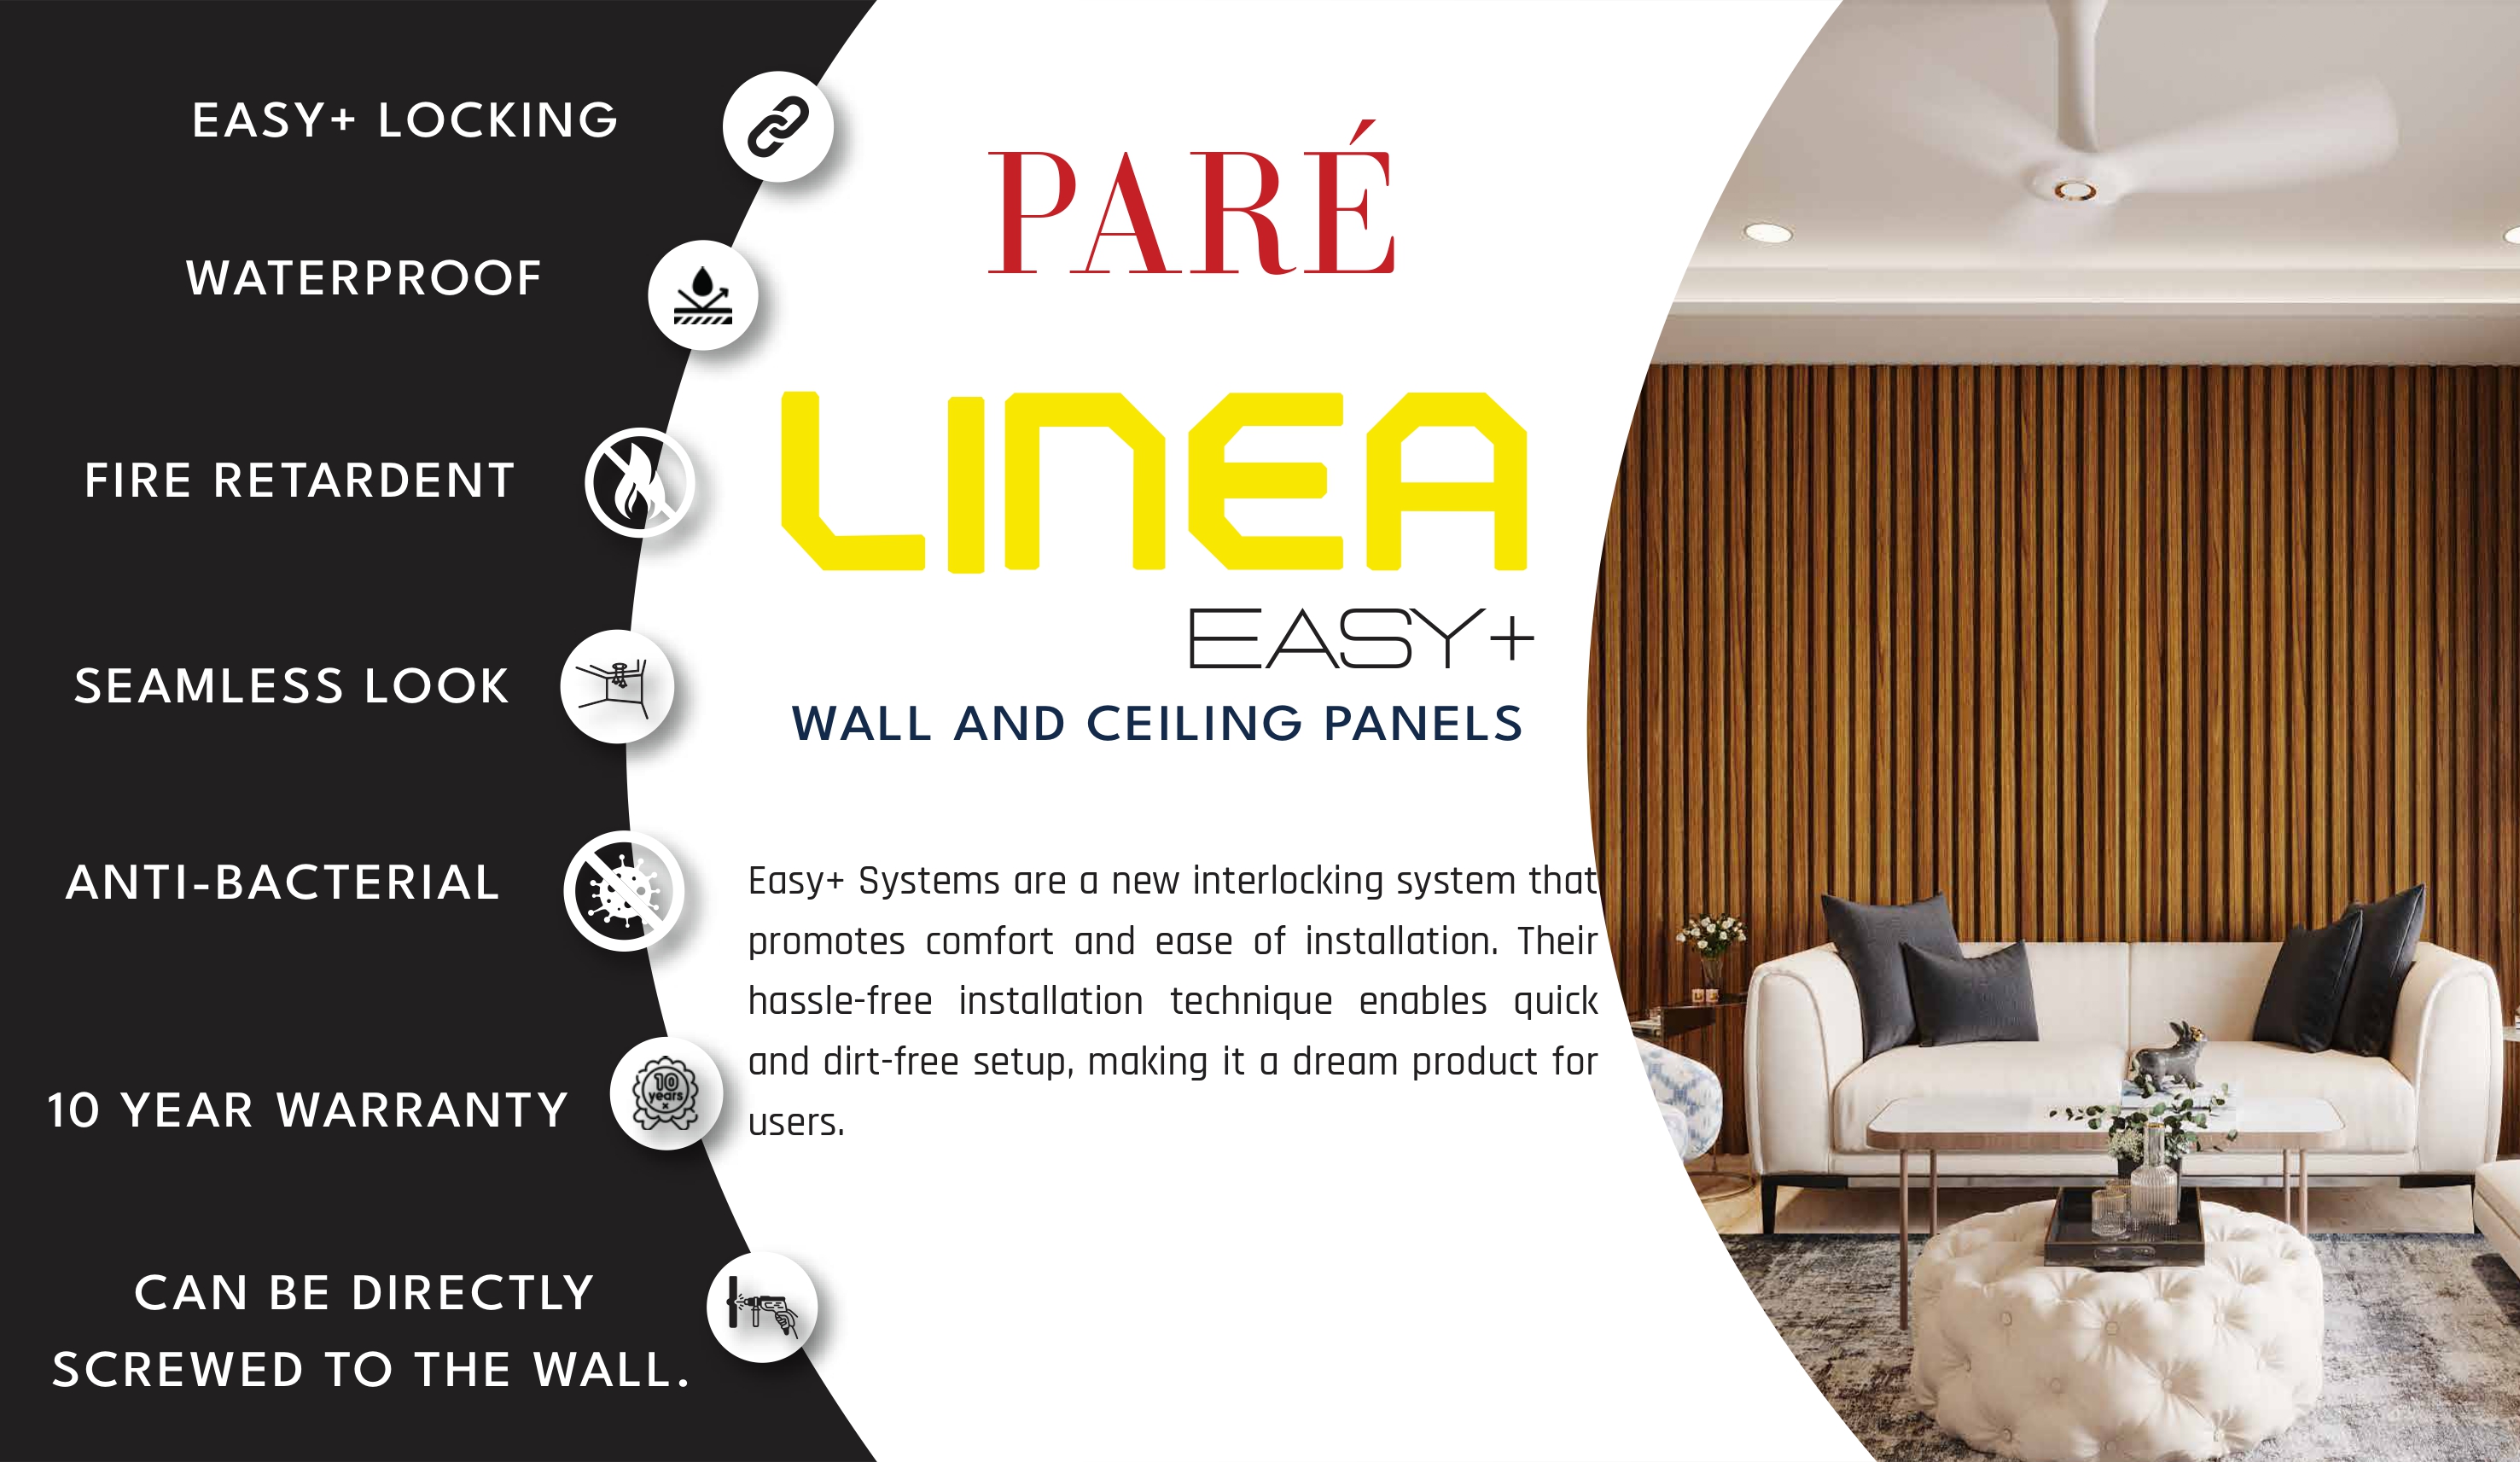 EASY+ LOCKING
WATERPROOF
FIRE RETARDENT
SEAMLESS LOOK
ANTI-BACTERIAL
10 YEAR WARRANTY
10
years
CAN BE DIRECTLY
SCREWED TO THE WALL.
PARÉ
LINEA
EASY+
WALL AND CEILING PANELS
Easy+ Systems are a new interlocking system that
promotes comfort and ease of installation. Their
hassle-free installation technique enables quick
and dirt-free setup, making it a dream product for
users.